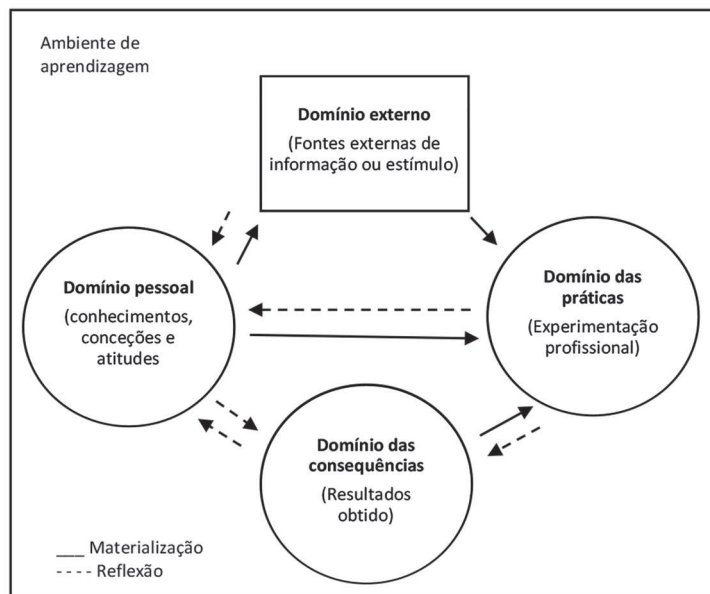 Ambiente de
aprendizagem
Domínio externo
(Fontes externas de
informação ou estímulo)
Domínio pessoal
(conhecimentos,
conceções e
atitudes
Domínio das
práticas
(Experimentação
profissional)
Domínio das
consequências
(Resultados
obtido)
___ Materialização
---- Reflexão